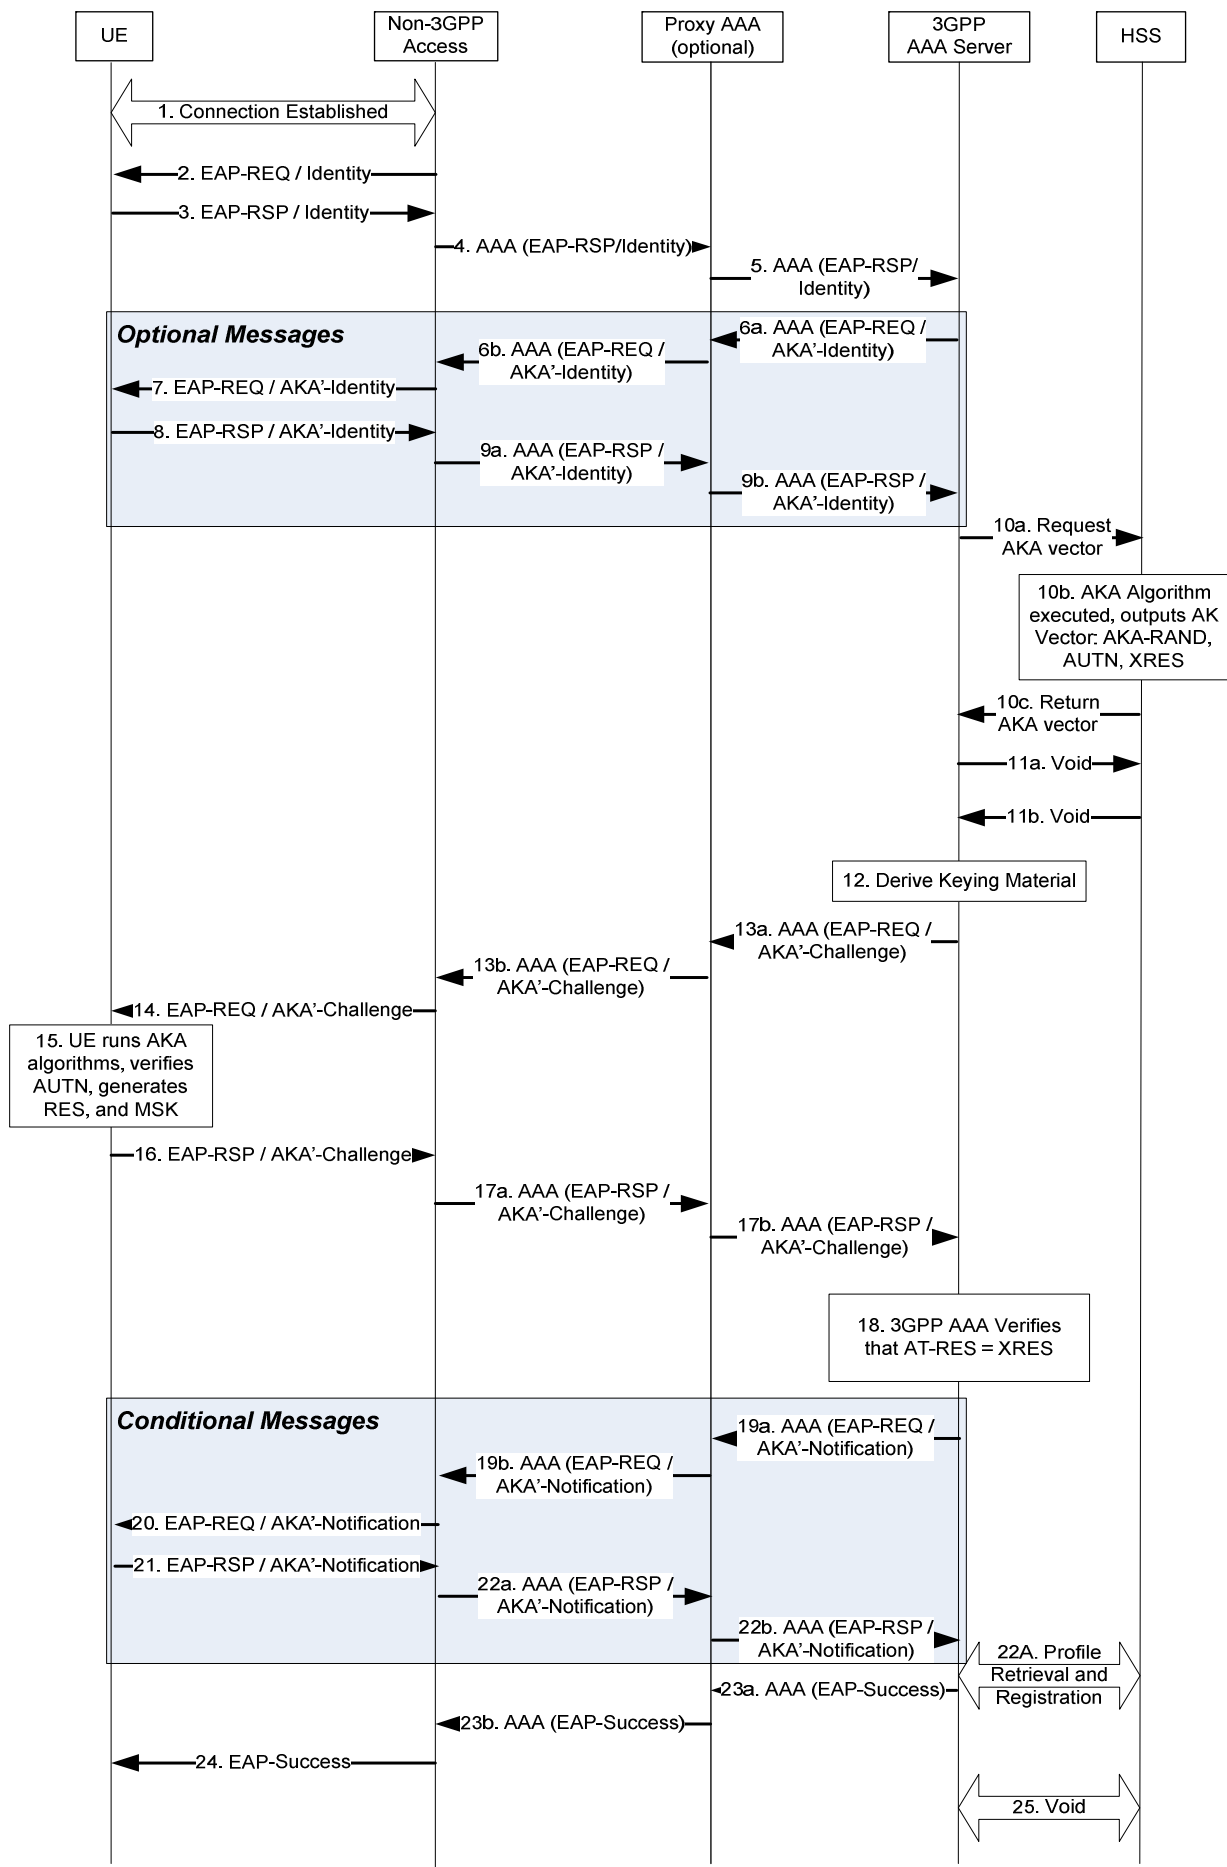 UE
Non-3GPP
Access
Proxy AAA
(optional)
3GPP
AAA Server
HSS
1. Connection Established
2. EAP-REQ / Identity
3. EAP-RSP / Identity
4. AAA (EAP-RSP/Identity)
5. AAA (EAP-RSP/
Identity)
Optional Messages
6a. AAA (EAP-REQ /
AKA'-Identity)
6b. AAA (EAP-REQ /
AKA'-Identity)
7. EAP-REQ / AKA'-Identity
8. EAP-RSP / AKA'-Identity
9a. AAA (EAP-RSP /
AKA'-Identity)
9b. AAA (EAP-RSP /
AKA'-Identity)
10a. Request
AKA vector
10b. AKA Algorithm
executed, outputs AK
Vector: AKA-RAND,
AUTN, XRES
10c. Return
AKA vector
11a. Void
11b. Void
12. Derive Keying Material
13a. AAA (EAP-REQ /
AKA'-Challenge)
13b. AAA (EAP-REQ /
AKA'-Challenge)
14. EAP-REQ / AKA'-Challenge
15. UE runs AKA
algorithms, verifies
AUTN, generates
RES, and MSK
16. EAP-RSP / AKA'-Challenge
17a. AAA (EAP-RSP /
AKA'-Challenge)
17b. AAA (EAP-RSP /
AKA'-Challenge)
18. 3GPP AAA Verifies
that AT-RES = XRES
Conditional Messages
19a. AAA (EAP-REQ /
AKA'-Notification)
19b. AAA (EAP-REQ /
AKA'-Notification)
20. EAP-REQ / AKA'-Notification
21. EAP-RSP / AKA'-Notification
22a. AAA (EAP-RSP /
AKA'-Notification)
22b. AAA (EAP-RSP /
AKA'-Notification)
22A. Profile
Retrieval and
Registration
23a. AAA (EAP-Success)
23b. AAA (EAP-Success)
24. EAP-Success
25. Void